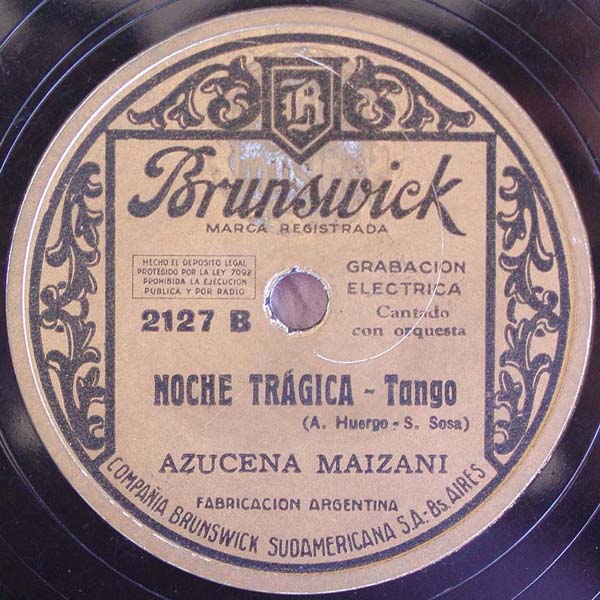 B
Brunswick
MARCA REGISTRADA
HECHO EL DEPOSITO LEGAL
PROTEGIDO POR LA LEY 7092
PROHIBIDA LA EJECUCION
PUBLICA Y POR RADIO
2127 B
GRABACION
ELECTRICA
Cantado
con orquesta
NOCHE TRÁGICA - Tango
(A. Huergo - S. Sosa)
AZUCENA MAIZANI
FABRICACION ARGENTINA
COMPAÑIA BRUNSWICK SUDAMERICANA S.A.-Bs. AIRES